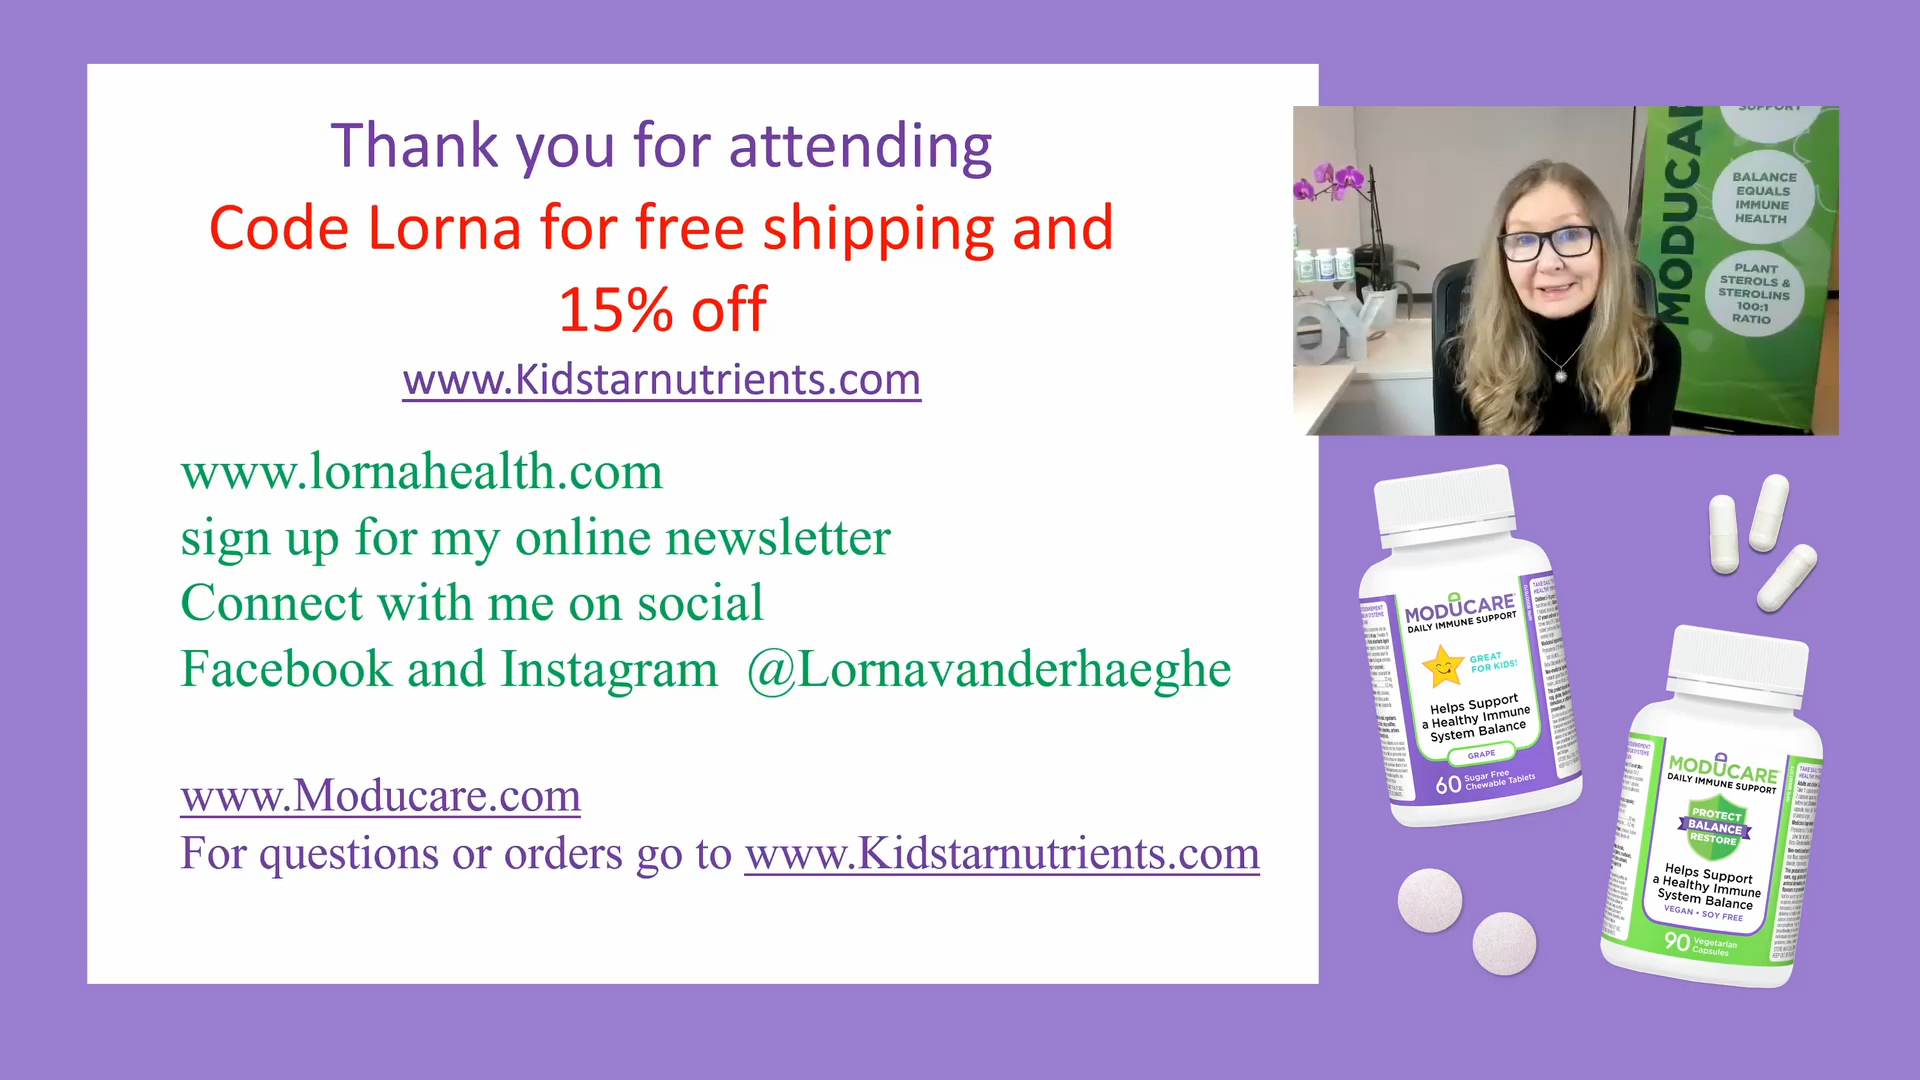 Thank you for attending
Code Lorna for free shipping and
15% off
www.Kidstarnutrients.com
www.lornahealth.com
sign up for my online newsletter
Connect with me on social
Facebook and Instagram @Lornavanderhaeghe
www.Moducare.com
For questions or orders go to www.Kidstarnutrients.com
SUPPORT
MODUCAR
BALANCE
EQUALS
IMMUNE
HEALTH
PLANT
STEROLS &
STEROLINS
100:1
RATIO
OY
MODUCARE
DAILY IMMUNE SUPPORT
GREAT
FOR KIDS!
Helps Support
a Healthy Immune
System Balance
GRAPE
60 Sugar Free
Chewable Tablets
MODUCARE
DAILY IMMUNE SUPPORT
PROTECT
BALANCE
RESTORE
Helps Support
a Healthy Immune
System Balance
VEGAN • SOY FREE
90 Vegetarian
Capsules